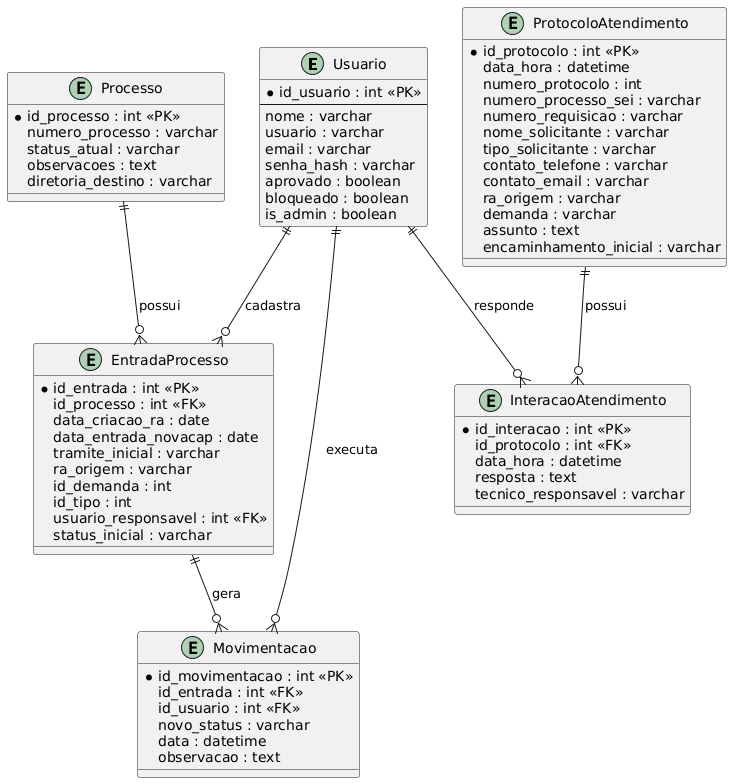 E ProtocoloAtendimento
id_protocolo : int «PK»
data_hora : datetime
numero_protocolo : int
numero_processo_sei : varchar
numero_requisicao : varchar
nome_solicitante : varchar
tipo_solicitante : varchar
contato_telefone : varchar
contato_email : varchar
ra_origem : varchar
demanda : varchar
assunto : text
encaminhamento_inicial : varchar
E Usuario
id_usuario : int «PK»
nome : varchar
usuario : varchar
email : varchar
senha_hash : varchar
aprovado : boolean
bloqueado : boolean
is_admin : boolean
E Processo
id_processo : int «PK»
numero_processo : varchar
status_atual : varchar
observacoes : text
diretoria_destino : varchar
possui
cadastra
responde
possui
E EntradaProcesso
id_entrada : int «PK»
id_processo : int «FK»
data_criacao_ra : date
data_entrada_novacap : date
tramite_inicial : varchar
ra_origem : varchar
id_demanda : int
id_tipo : int
usuario_responsavel : int «FK»
status_inicial : varchar
executa
E InteracaoAtendimento
id_interacao : int «PK»
id_protocolo : int «FK»
data_hora : datetime
resposta : text
tecnico_responsavel : varchar
gera
E Movimentacao
id_movimentacao : int «PK»
id_entrada : int «FK»
id_usuario : int «FK»
novo_status : varchar
data : datetime
observacao : text